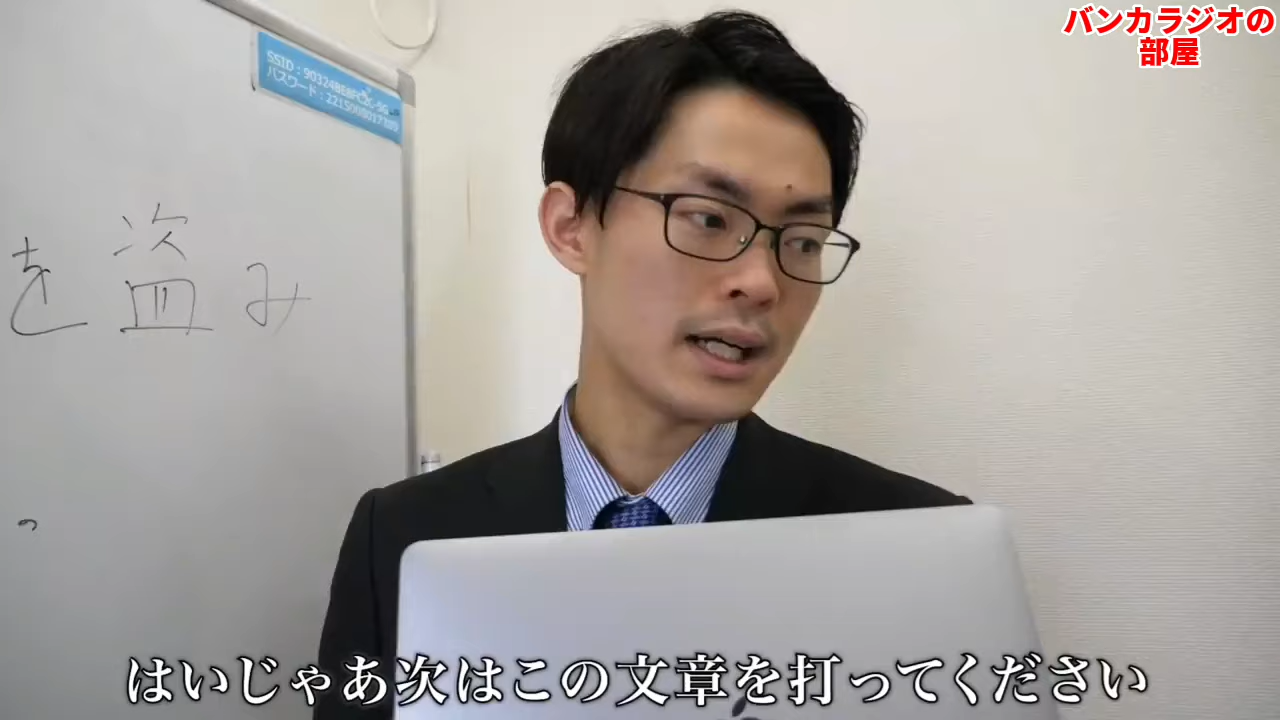 バンカラジオの
部屋
を盗み
の
はいじゃあ次はこの文章を打ってください